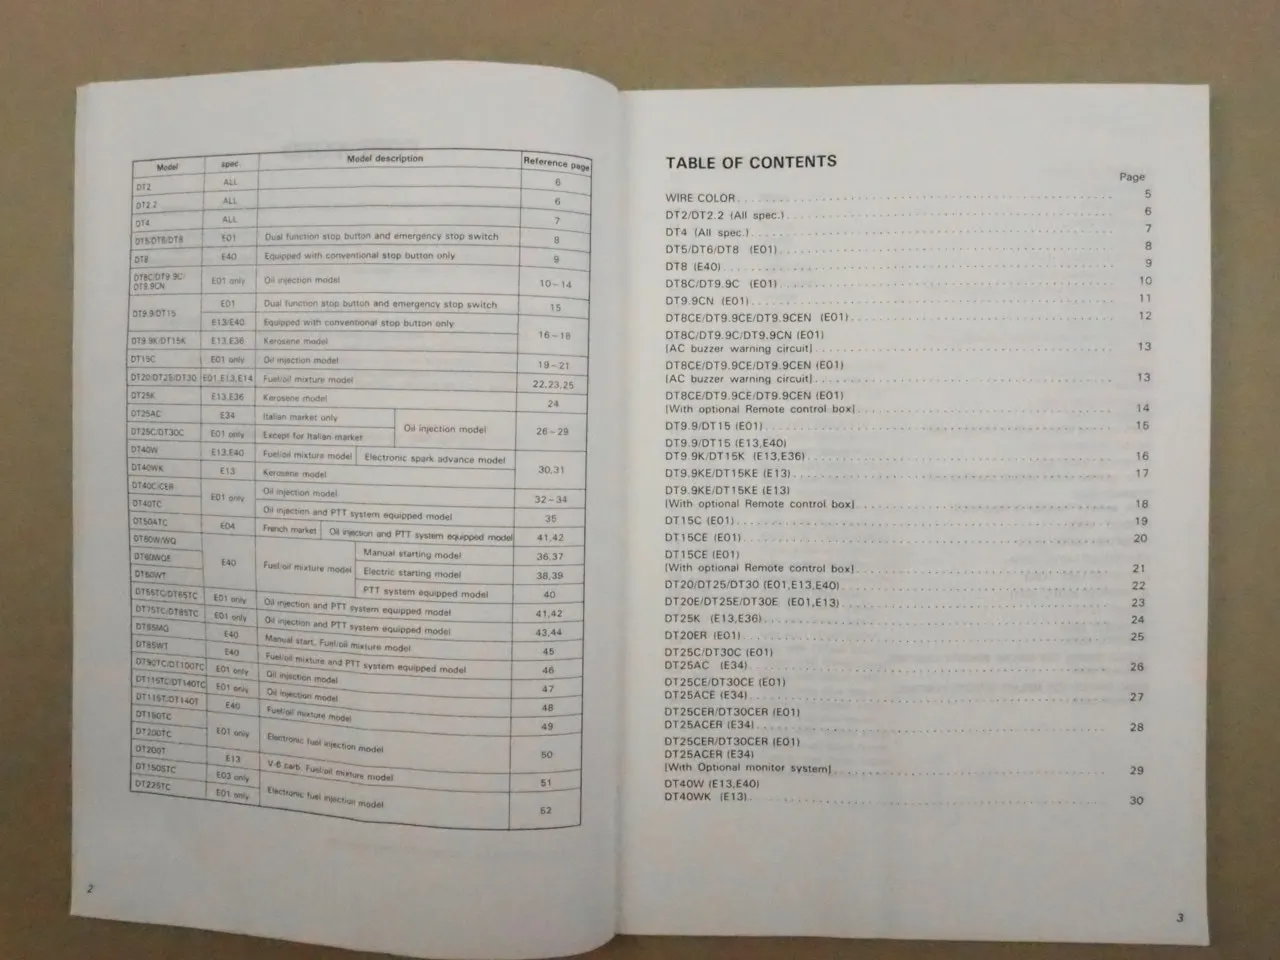 Model spec. Model description Reference page
DT2 ALL 6
DT2.2 ALL 6
DT4 ALL 7
DT5/DT6/DT8 E01 Dual function stop button and emergency stop switch 8
DT8 E40 Equipped with conventional stop button only 9
DT8C/DT9.9C/
DT9.9CN E01 only Oil injection model 10–14
DT9.9/DT15 E01 Dual function stop button and emergency stop switch 15
E13/E40 Equipped with conventional stop button only
16–18
DT9.9K/DT15K E13,E36 Kerosene model
DT15C E01 only Oil injection model 19–21
DT20/DT25/DT30 E01,E13,E14 Fuel/oil mixture model 22,23,25
DT25K E13,E36 Kerosene model 24
DT25AC E34 Italian market only
Oil injection model 26–29
DT25C/DT30C E01 only Except for Italian market
DT40W E13,E40 Fuel/oil mixture model Electronic spark advance model
30,31
DT40WK E13 Kerosene model
DT40C/CER Oil injection model 32–34
E01 only
DT40TC Oil injection and PTT system equipped model 35
DT50ATC E04 French market Oil injection and PTT system equipped model 41,42
DT60W/WQ Manual starting model 36,37
DT60WQE E40 Fuel/oil mixture model Electric starting model 38,39
DT60WT PTT system equipped model 40
DT55TC/DT65TC E01 only Oil injection and PTT system equipped model 41,42
DT75TC/DT85TC E01 only Oil injection and PTT system equipped model 43,44
E40 Manual start, Fuel/oil mixture model 45
DT85WT E40 Fuel/oil mixture and PTT system equipped model 46
DT90TC/DT100TC E01 only Oil injection model 47
DT115TC/DT140TC E01 only Oil injection model 48
DT115T/DT140T E40 Fuel/oil mixture model 49
DT150TC
DT200TC E01 only Electronic fuel injection model 50
DT200T E13 V-6 carb. Fuel/oil mixture model 51
DT150STC E03 only
Electronic fuel injection model 52
DT225TC E01 only
2
TABLE OF CONTENTS
Page
WIRE COLOR 5
DT2/DT2.2 (All spec.) 6
DT4 (All spec.) 7
DT5/DT6/DT8 (E01) 8
DT8 (E40) 9
DT8C/DT9.9C (E01) 10
DT9.9CN (E01) 11
DT8CE/DT9.9CE/DT9.9CEN (E01) 12
DT8C/DT9.9C/DT9.9CN (E01)
[AC buzzer warning circuit] 13
DT8CE/DT9.9CE/DT9.9CEN (E01)
[AC buzzer warning circuit] 13
DT8CE/DT9.9CE/DT9.9CEN (E01)
[With optional Remote control box] 14
DT9.9/DT15 (E01) 15
DT9.9/DT15 (E13,E40)
DT9.9K/DT15K (E13,E36) 16
DT9.9KE/DT15KE (E13) 17
DT9.9KE/DT15KE (E13)
[With optional Remote control box] 18
DT15C (E01) 19
DT15CE (E01) 20
DT15CE (E01)
[With optional Remote control box] 21
DT20/DT25/DT30 (E01,E13,E40) 22
DT20E/DT25E/DT30E (E01,E13) 23
DT25K (E13,E36) 24
DT20ER (E01) 25
DT25C/DT30C (E01)
DT25AC (E34) 26
DT25CE/DT30CE (E01)
DT25ACE (E34) 27
DT25CER/DT30CER (E01)
DT25ACER (E34) 28
DT25CER/DT30CER (E01)
DT25ACER (E34)
[With Optional monitor system] 29
DT40W (E13,E40)
DT40WK (E13) 30
3